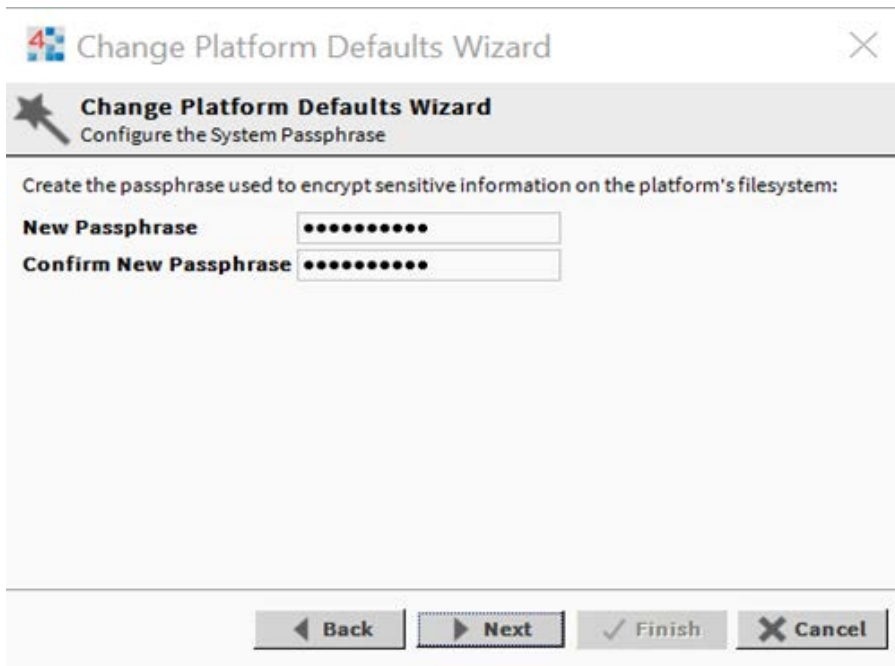 4 Change Platform Defaults Wizard
Change Platform Defaults Wizard
Configure the System Passphrase
Create the passphrase used to encrypt sensitive information on the platform's filesystem:
New Passphrase ••••••••••
Confirm New Passphrase ••••••••••
Back Next Finish Cancel